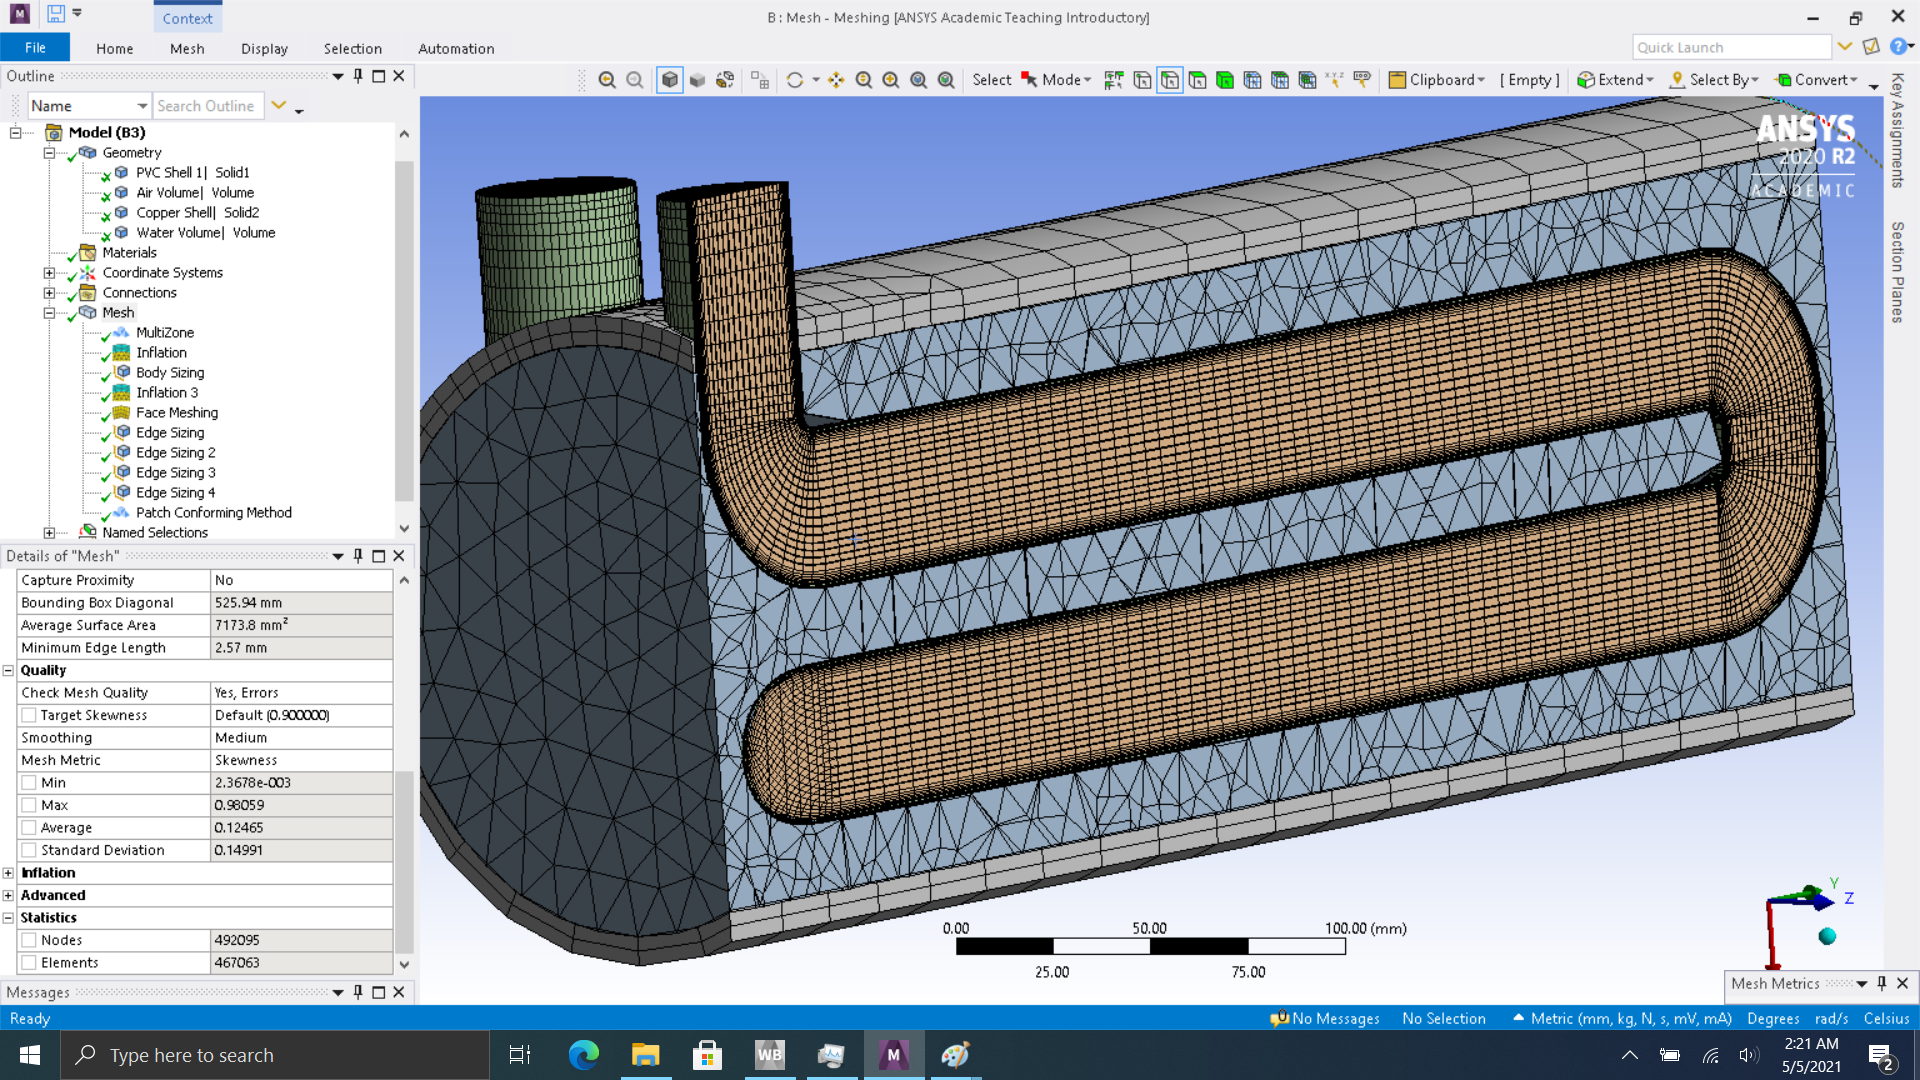 Context
B : Mesh - Meshing [ANSYS Academic Teaching Introductory]
File Home Mesh Display Selection Automation
Quick Launch
Outline
Select Mode Clipboard [ Empty ] Extend Select By Convert
Name Search Outline
Model (B3)
Geometry
PVC Shell 1| Solid1
Air Volume| Volume
Copper Shell| Solid2
Water Volume| Volume
Materials
Coordinate Systems
Connections
Mesh
MultiZone
Inflation
Body Sizing
Inflation 3
Face Meshing
Edge Sizing
Edge Sizing 2
Edge Sizing 3
Edge Sizing 4
Patch Conforming Method
Named Selections
Details of "Mesh"
Capture Proximity No
Bounding Box Diagonal 525.94 mm
Average Surface Area 7173.8 mm²
Minimum Edge Length 2.57 mm
Quality
Check Mesh Quality Yes, Errors
Target Skewness Default (0.900000)
Smoothing Medium
Mesh Metric Skewness
Min 2.3678e-003
Max 0.98059
Average 0.12465
Standard Deviation 0.14991
Inflation
Advanced
Statistics
Nodes 492095
Elements 467063
Messages
ANSYS
2020 R2
ACADEMIC
Key Assignments
Section Planes
0.00 50.00 100.00 (mm)
25.00 75.00
Y
Z
Mesh Metrics
Ready
0 No Messages No Selection Metric (mm, kg, N, s, mV, mA) Degrees rad/s Celsius
Type here to search
WB
M
2:21 AM
5/5/2021
2